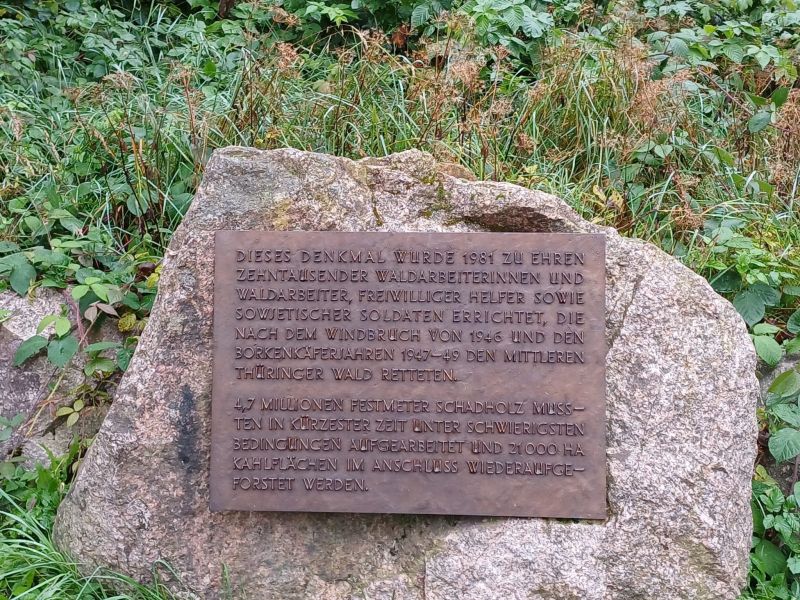 DIESES DENKMAL WURDE 1981 ZU EHREN
ZEHNTAUSENDER WALDARBEITERINNEN UND
WALDARBEITER, FREIWILLIGER HELFER SOWIE
SOWJETISCHER SOLDATEN ERRICHTET, DIE
NACH DEM WINDBRUCH VON 1946 UND DEN
BORKENKÄFERJAHREN 1947-49 DEN MITTLEREN
THÜRINGER WALD RETTETEN.
4,7 MILLIONEN FESTMETER SCHADHOLZ MUSS-
TEN IN KÜRZESTER ZEIT UNTER SCHWIERIGSTEN
BEDINGUNGEN AUFGEARBEITET UND 21000 HA
KAHLFLÄCHEN IM ANSCHLUSS WIEDERAUFGE-
FORSTET WERDEN.